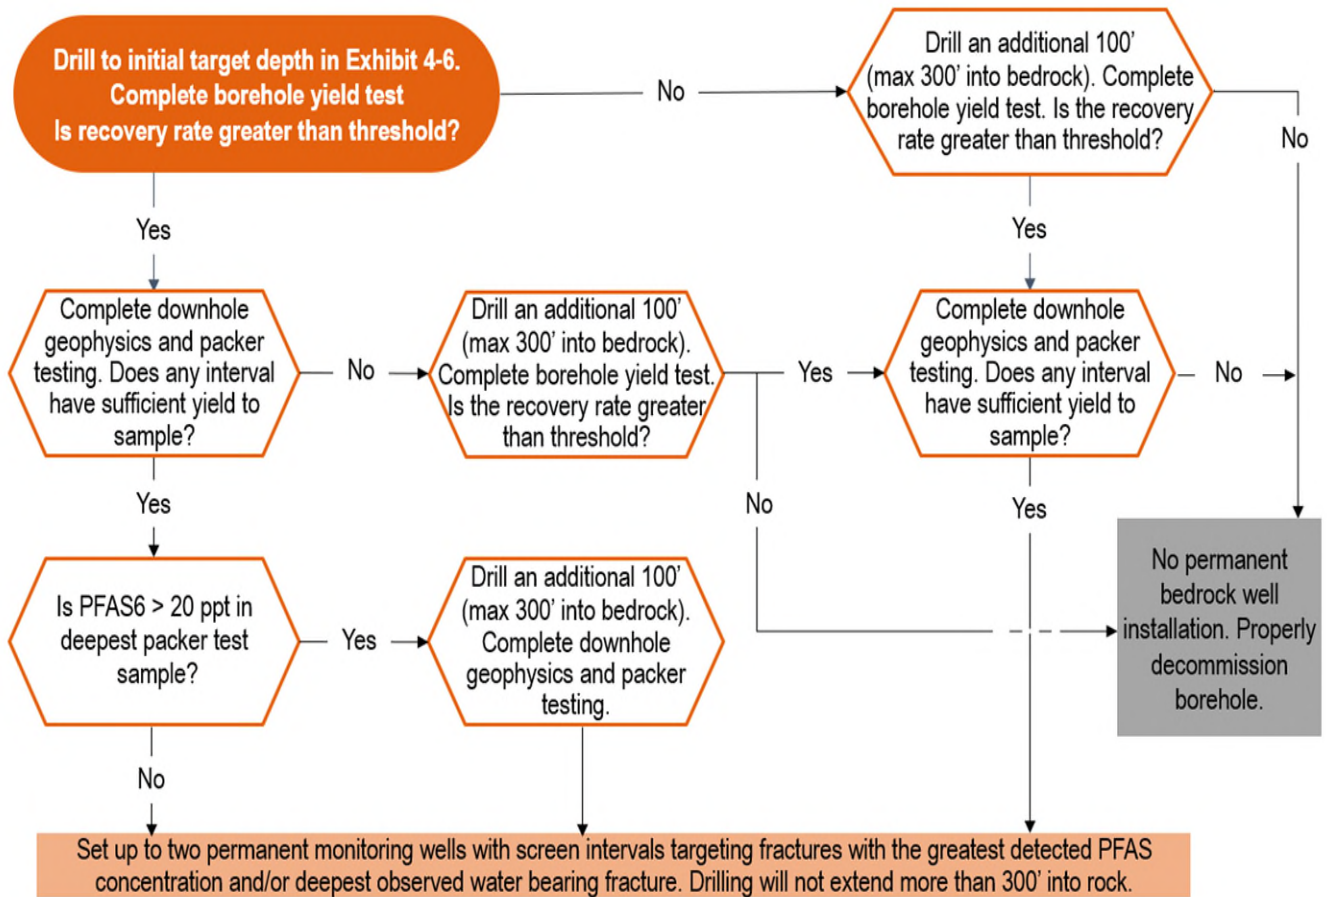 Drill to initial target depth in Exhibit 4-6.
Complete borehole yield test
Is recovery rate greater than threshold?
No
Drill an additional 100'
(max 300' into bedrock). Complete
borehole yield test. Is the recovery
rate greater than threshold?
No
Yes
Yes
Complete downhole
geophysics and packer
testing. Does any interval
have sufficient yield to
sample?
No
Drill an additional 100'
(max 300' into bedrock).
Complete borehole yield test.
Is the recovery rate greater
than threshold?
Yes
Complete downhole
geophysics and packer
testing. Does any interval
have sufficient yield to
sample?
No
Yes
No
Yes
Is PFAS6 > 20 ppt in
deepest packer test
sample?
Yes
Drill an additional 100'
(max 300' into bedrock).
Complete downhole
geophysics and packer
testing.
No permanent
bedrock well
installation. Properly
decommission
borehole.
No
Set up to two permanent monitoring wells with screen intervals targeting fractures with the greatest detected PFAS
concentration and/or deepest observed water bearing fracture. Drilling will not extend more than 300' into rock.